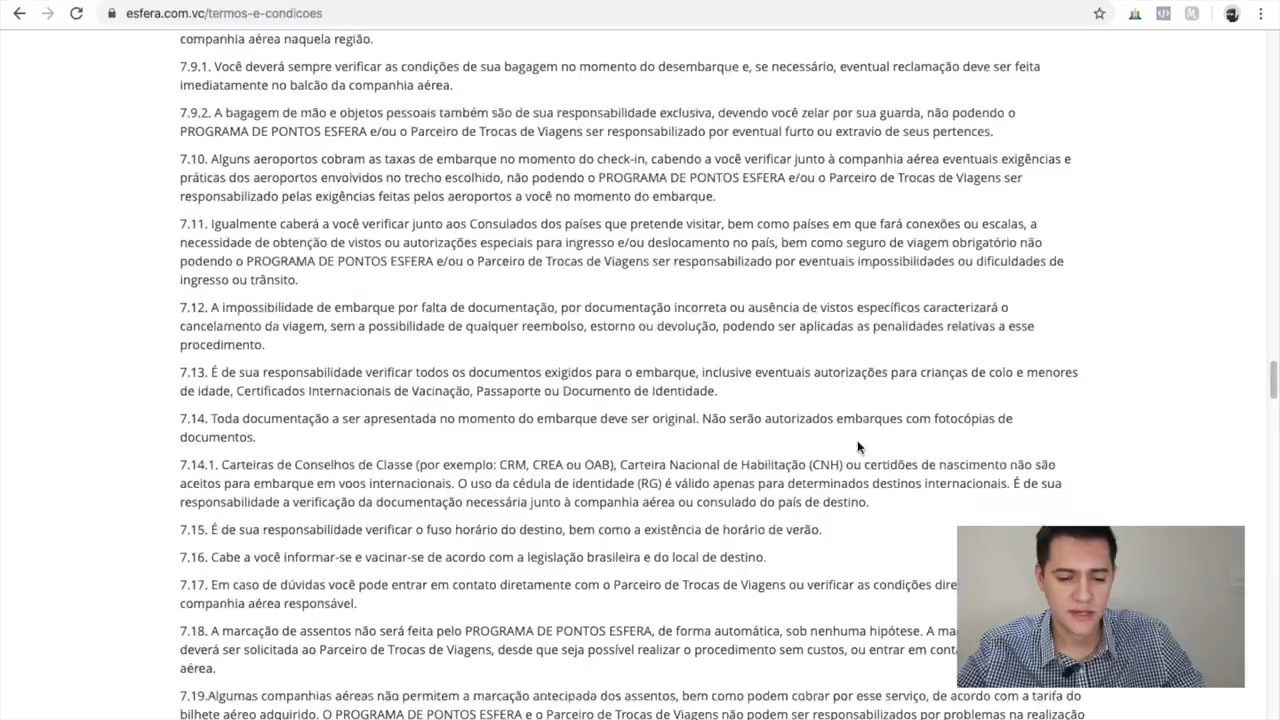 esfera.com.vc/termos-e-condicoes
companhia aérea naquela região.
7.9.1. Você deverá sempre verificar as condições de sua bagagem no momento do desembarque e, se necessário, eventual reclamação deve ser feita
imediatamente no balcão da companhia aérea.
7.9.2. A bagagem de mão e objetos pessoais também são de sua responsabilidade exclusiva, devendo você zelar por sua guarda, não podendo o
PROGRAMA DE PONTOS ESFERA e/ou o Parceiro de Trocas de Viagens ser responsabilizado por eventual furto ou extravio de seus pertences.
7.10. Alguns aeroportos cobram as taxas de embarque no momento do check-in, cabendo a você verificar junto à companhia aérea eventuais exigências e
práticas dos aeroportos envolvidos no trecho escolhido, não podendo o PROGRAMA DE PONTOS ESFERA e/ou o Parceiro de Trocas de Viagens ser
responsabilizado pelas exigências feitas pelos aeroportos a você no momento do embarque.
7.11. Igualmente caberá a você verificar junto aos Consulados dos países que pretende visitar, bem como países em que fará conexões ou escalas, a
necessidade de obtenção de vistos ou autorizações especiais para ingresso e/ou deslocamento no país, bem como seguro de viagem obrigatório não
podendo o PROGRAMA DE PONTOS ESFERA e/ou o Parceiro de Trocas de Viagens ser responsabilizado por eventuais impossibilidades ou dificuldades de
ingresso ou trânsito.
7.12. A impossibilidade de embarque por falta de documentação, por documentação incorreta ou ausência de vistos específicos caracterizará o
cancelamento da viagem, sem a possibilidade de qualquer reembolso, estorno ou devolução, podendo ser aplicadas as penalidades relativas a esse
procedimento.
7.13. É de sua responsabilidade verificar todos os documentos exigidos para o embarque, inclusive eventuais autorizações para crianças de colo e menores
de idade, Certificados Internacionais de Vacinação, Passaporte ou Documento de Identidade.
7.14. Toda documentação a ser apresentada no momento do embarque deve ser original. Não serão autorizados embarques com fotocópias de
documentos.
7.14.1. Carteiras de Conselhos de Classe (por exemplo: CRM, CREA ou OAB), Carteira Nacional de Habilitação (CNH) ou certidões de nascimento não são
aceitos para embarque em voos internacionais. O uso da cédula de identidade (RG) é válido apenas para determinados destinos internacionais. É de sua
responsabilidade a verificação da documentação necessária junto à companhia aérea ou consulado do país de destino.
7.15. É de sua responsabilidade verificar o fuso horário do destino, bem como a existência de horário de verão.
7.16. Cabe a você informar-se e vacinar-se de acordo com a legislação brasileira e do local de destino.
7.17. Em caso de dúvidas você pode entrar em contato diretamente com o Parceiro de Trocas de Viagens ou verificar as condições
companhia aérea responsável.
7.18. A marcação de assentos não será feita pelo PROGRAMA DE PONTOS ESFERA, de forma automática, sob nenhuma hipótese. A
deverá ser solicitada ao Parceiro de Trocas de Viagens, desde que seja possível realizar o procedimento sem custos, ou entrar em
aérea.
7.19.Algumas companhias aéreas não permitem a marcação antecipada dos assentos, bem como podem cobrar por esse serviço, de acordo com a tarifa do
bilhete aéreo adquirido. O PROGRAMA DE PONTOS ESFERA e o Parceiro de Trocas de Viagens não podem ser responsabilizados por problemas na realização